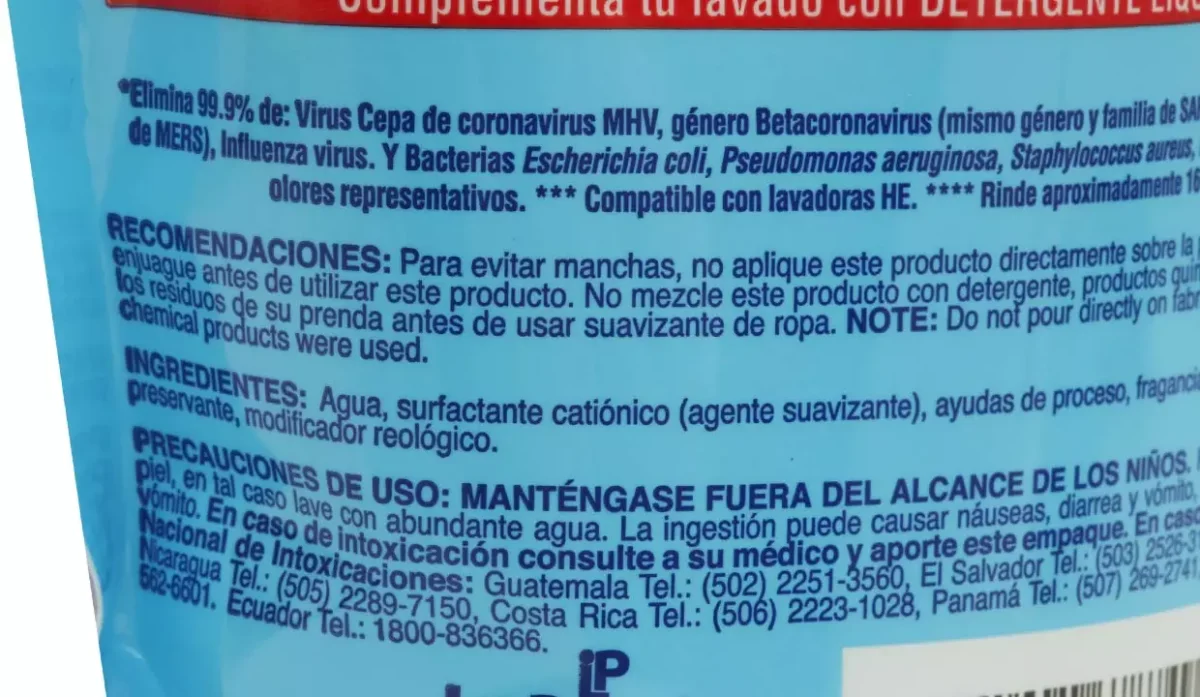 Complementa tu lavado con DETERGENTE
*Elimina 99.9% de: Virus Cepa de coronavirus MHV, género Betacoronavirus (mismo género y familia de
de MERS), Influenza virus. Y Bacterias Escherichia coli, Pseudomonas aeruginosa, Staphylococcus aureus,
olores representativos. *** Compatible con lavadoras HE. **** Rinde aproximadamente
RECOMENDACIONES: Para evitar manchas, no aplique este producto directamente sobre la
enjuague antes de utilizar este producto. No mezcle este producto con detergente, productos
los residuos de su prenda antes de usar suavizante de ropa. NOTE: Do not pour directly on
chemical products were used.
INGREDIENTES: Agua, surfactante catiónico (agente suavizante), ayudas de proceso,
preservante, modificador reológico.
PRECAUCIONES DE USO: MANTÉNGASE FUERA DEL ALCANCE DE LOS NIÑOS.
piel, en tal caso lave con abundante agua. La ingestión puede causar náuseas, diarrea y vómito.
vómito. En caso de intoxicación consulte a su médico y aporte este empaque. En
Nacional de Intoxicaciones: Guatemala Tel.: (502) 2251-3560, El Salvador Tel.: (503)
Nicaragua Tel.: (505) 2289-7150, Costa Rica Tel.: (506) 2223-1028, Panamá Tel.: (507) 269-2741
562-6601. Ecuador Tel.: 1800-836366.